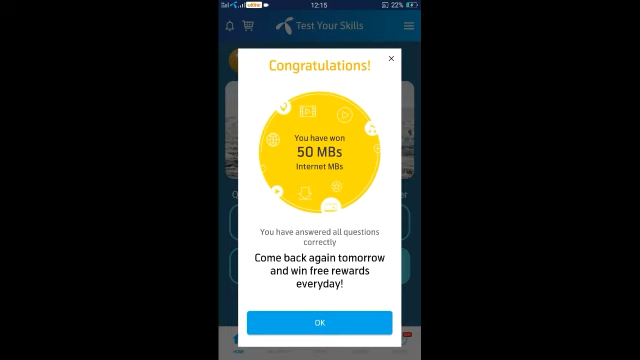 12:15
22%
Test Your Skills
Congratulations!
You have won
50 MBs
Internet MBs
You have answered all questions
correctly
Come back again tomorrow
and win free rewards
everyday!
OK
HOME